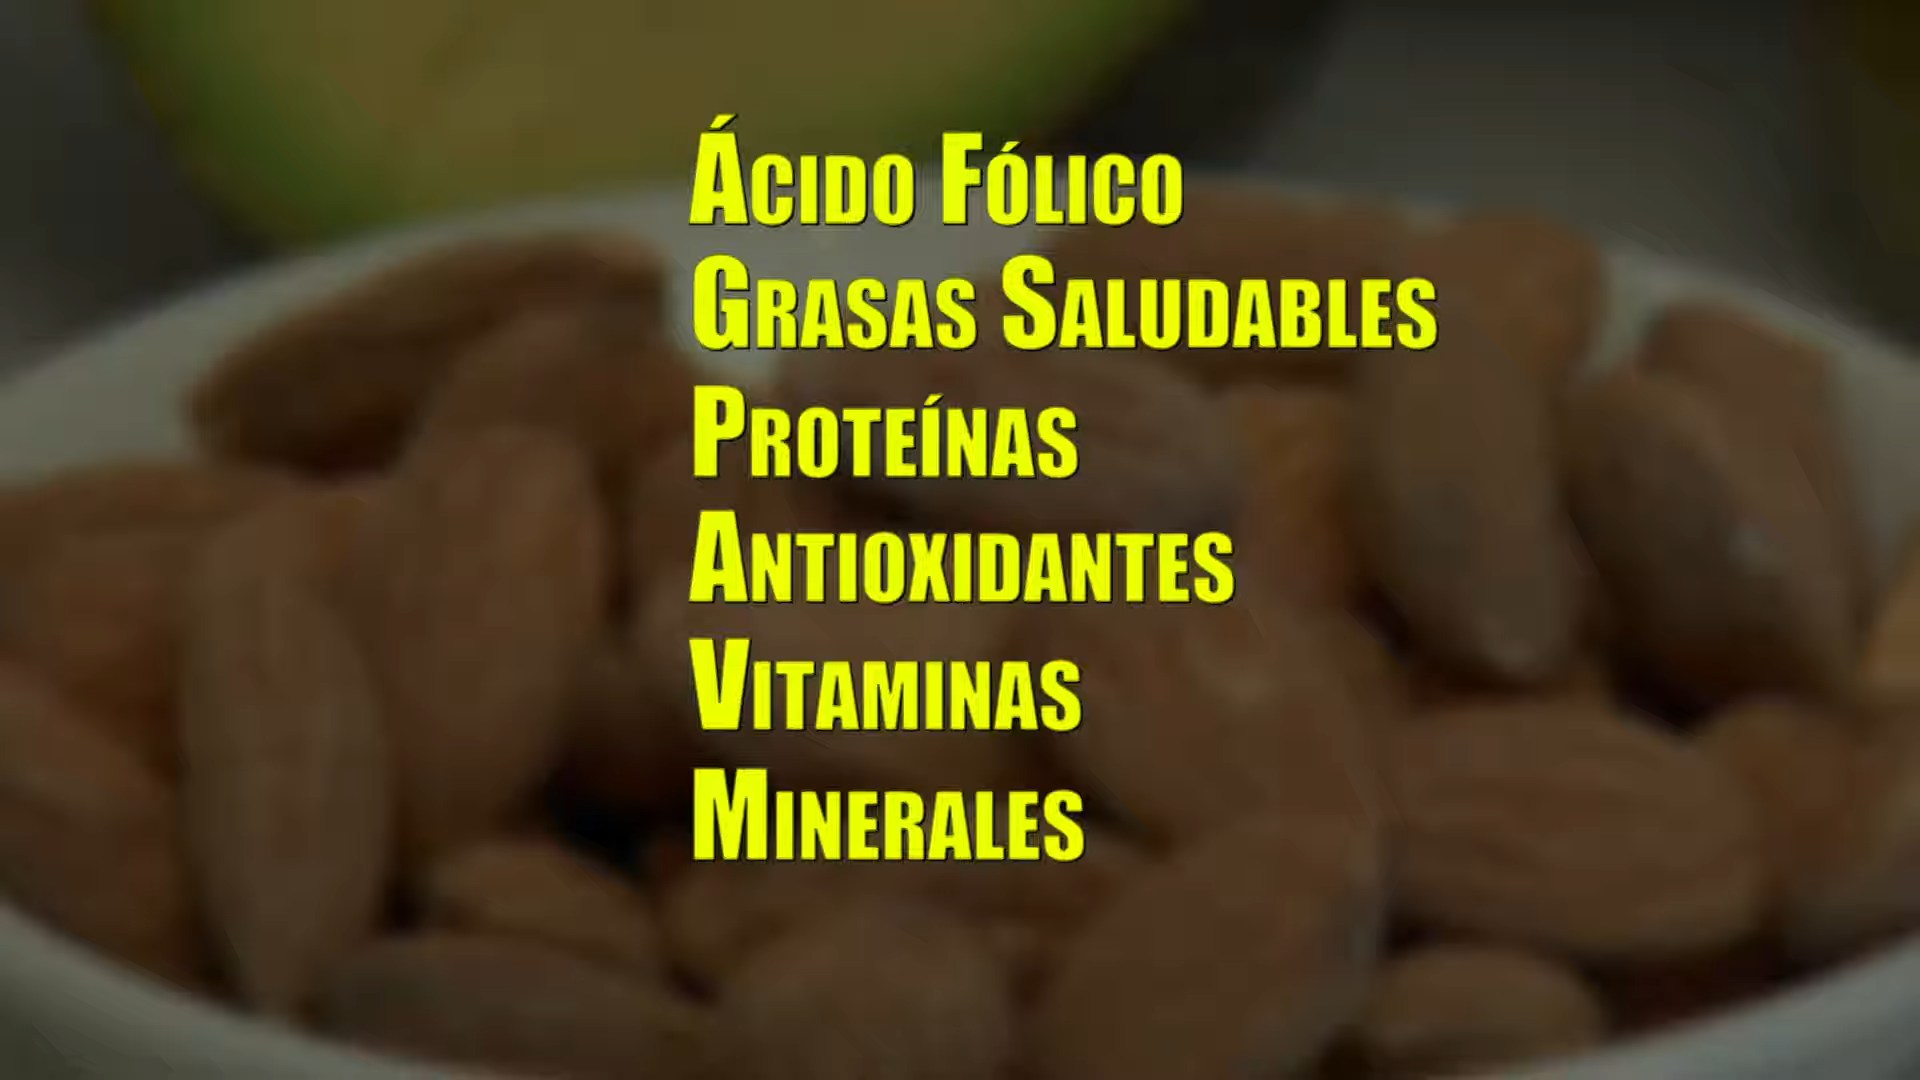 Ácido Fólico
Grasas Saludables
Proteínas
Antioxidantes
Vitaminas
Minerales